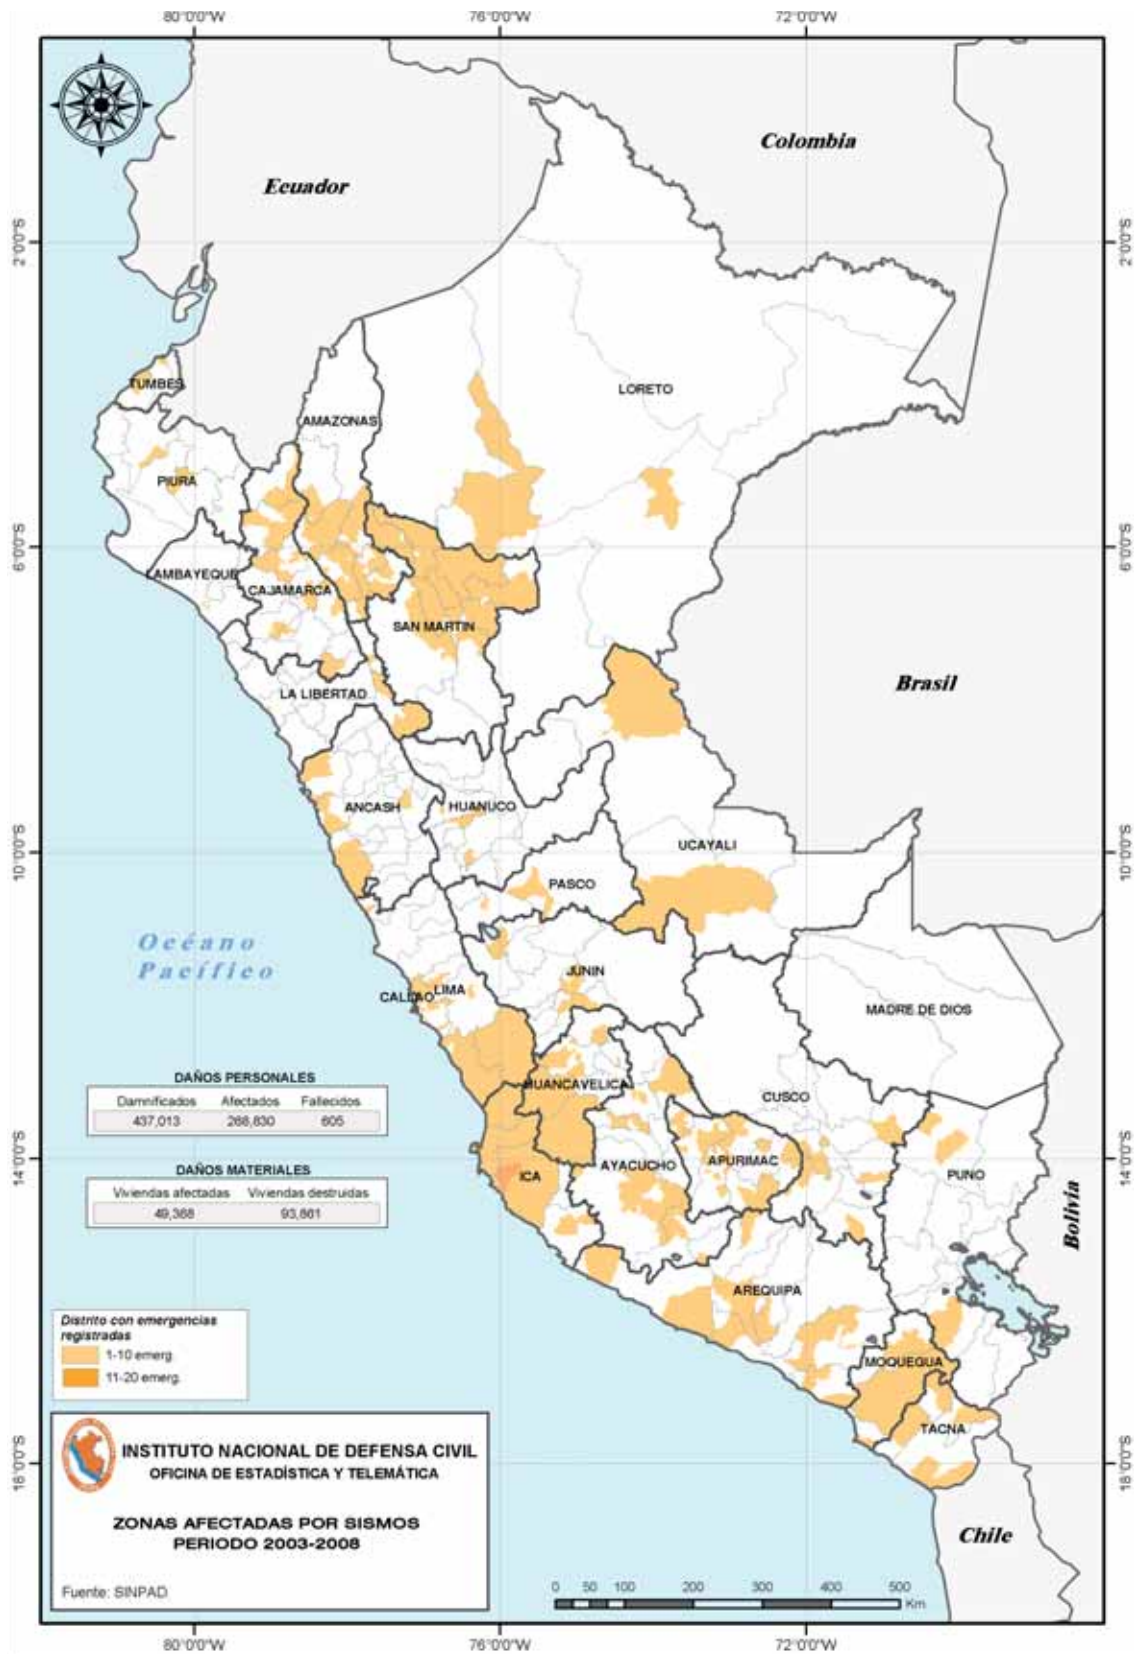 80°0'0"W
76°0'0"W
72°0'0"W
Colombia
Ecuador
2°0'0"S
2°0'0"S
TUMBES
LORETO
AMAZONAS
PIURA
6°0'0"S
6°0'0"S
LAMBAYEQUE
CAJAMARCA
SAN MARTIN
Brasil
LA LIBERTAD
ANCASH
HUANUCO
UCAYALI
10°0'0"S
10°0'0"S
PASCO
Océano
Pacífico
JUNIN
CALLAO
LIMA
MADRE DE DIOS
DAÑOS PERSONALES
Damnificados Afectados Fallecidos
437,013 268,830 605
HUANCAVELICA
CUSCO
14°0'0"S
14°0'0"S
DAÑOS MATERIALES
Viviendas afectadas Viviendas destruidas
49,368 93,861
ICA
AYACUCHO
APURIMAC
PUNO
Bolivia
AREQUIPA
Distrito con emergencias
registradas
1-10 emerg.
11-20 emerg.
MOQUEGUA
TACNA
18°0'0"S
18°0'0"S
INSTITUTO NACIONAL DE DEFENSA CIVIL
OFICINA DE ESTADÍSTICA Y TELEMÁTICA
ZONAS AFECTADAS POR SISMOS
PERIODO 2003-2008
Fuente: SINPAD
Chile
0 50 100 200 300 400 500
Km
80°0'0"W
76°0'0"W
72°0'0"W